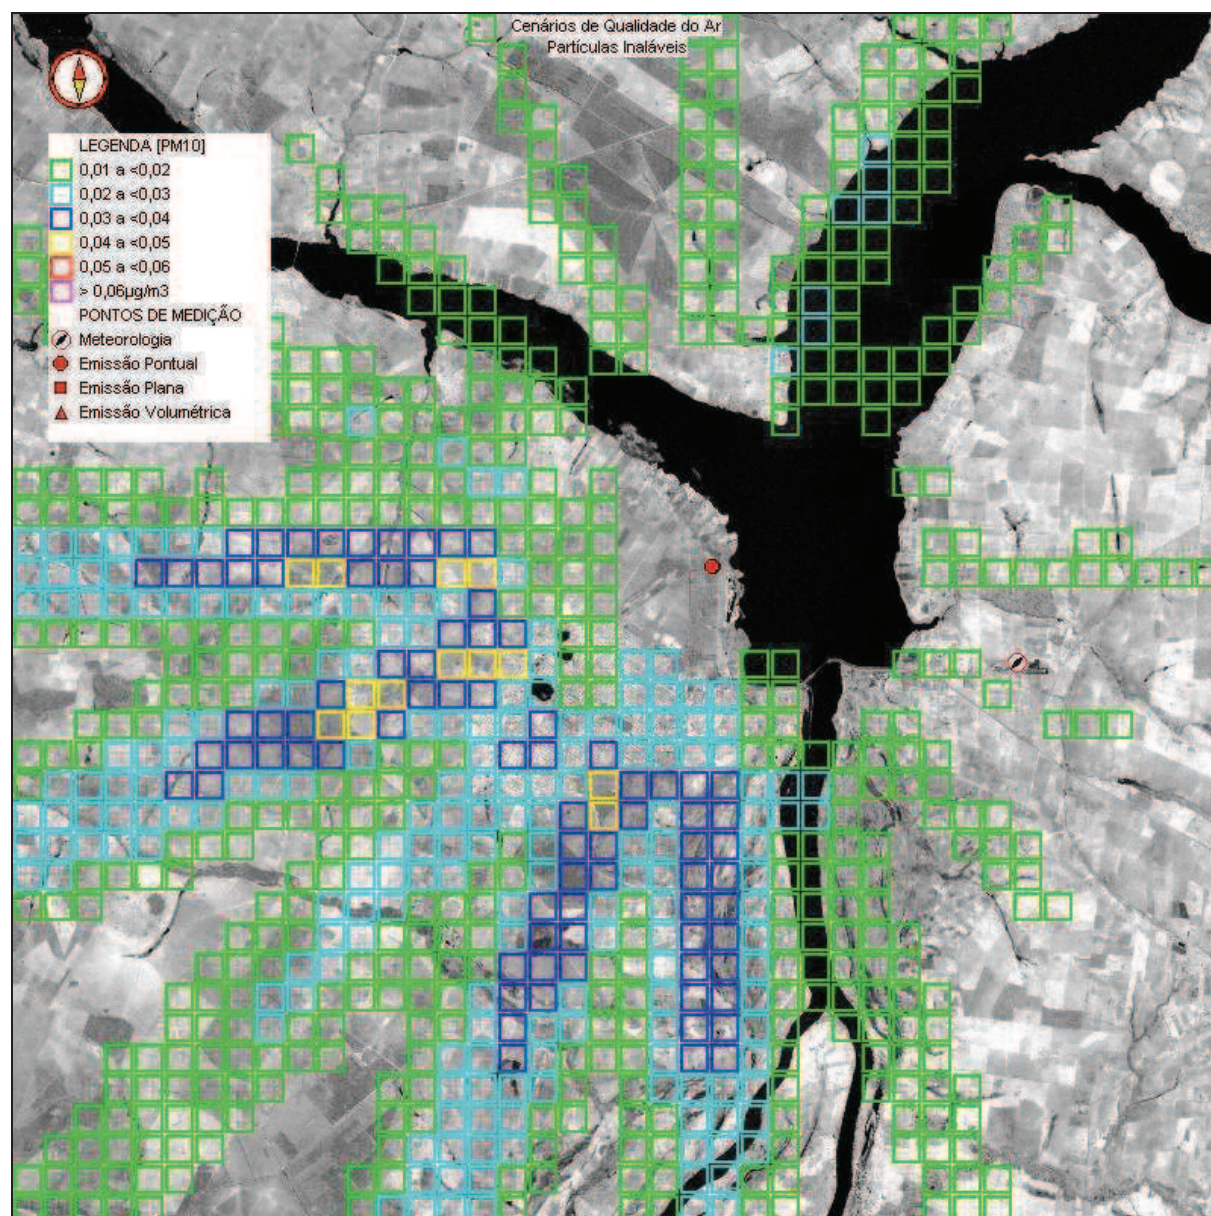 Cenários de Qualidade do Ar
Partículas Inaláveis
LEGENDA [PM10]
0,01 a <0,02
0,02 a <0,03
0,03 a <0,04
0,04 a <0,05
0,05 a <0,06
> 0,06µg/m3
PONTOS DE MEDIÇÃO
Meteorologia
Emissão Pontual
Emissão Plana
Emissão Volumétrica